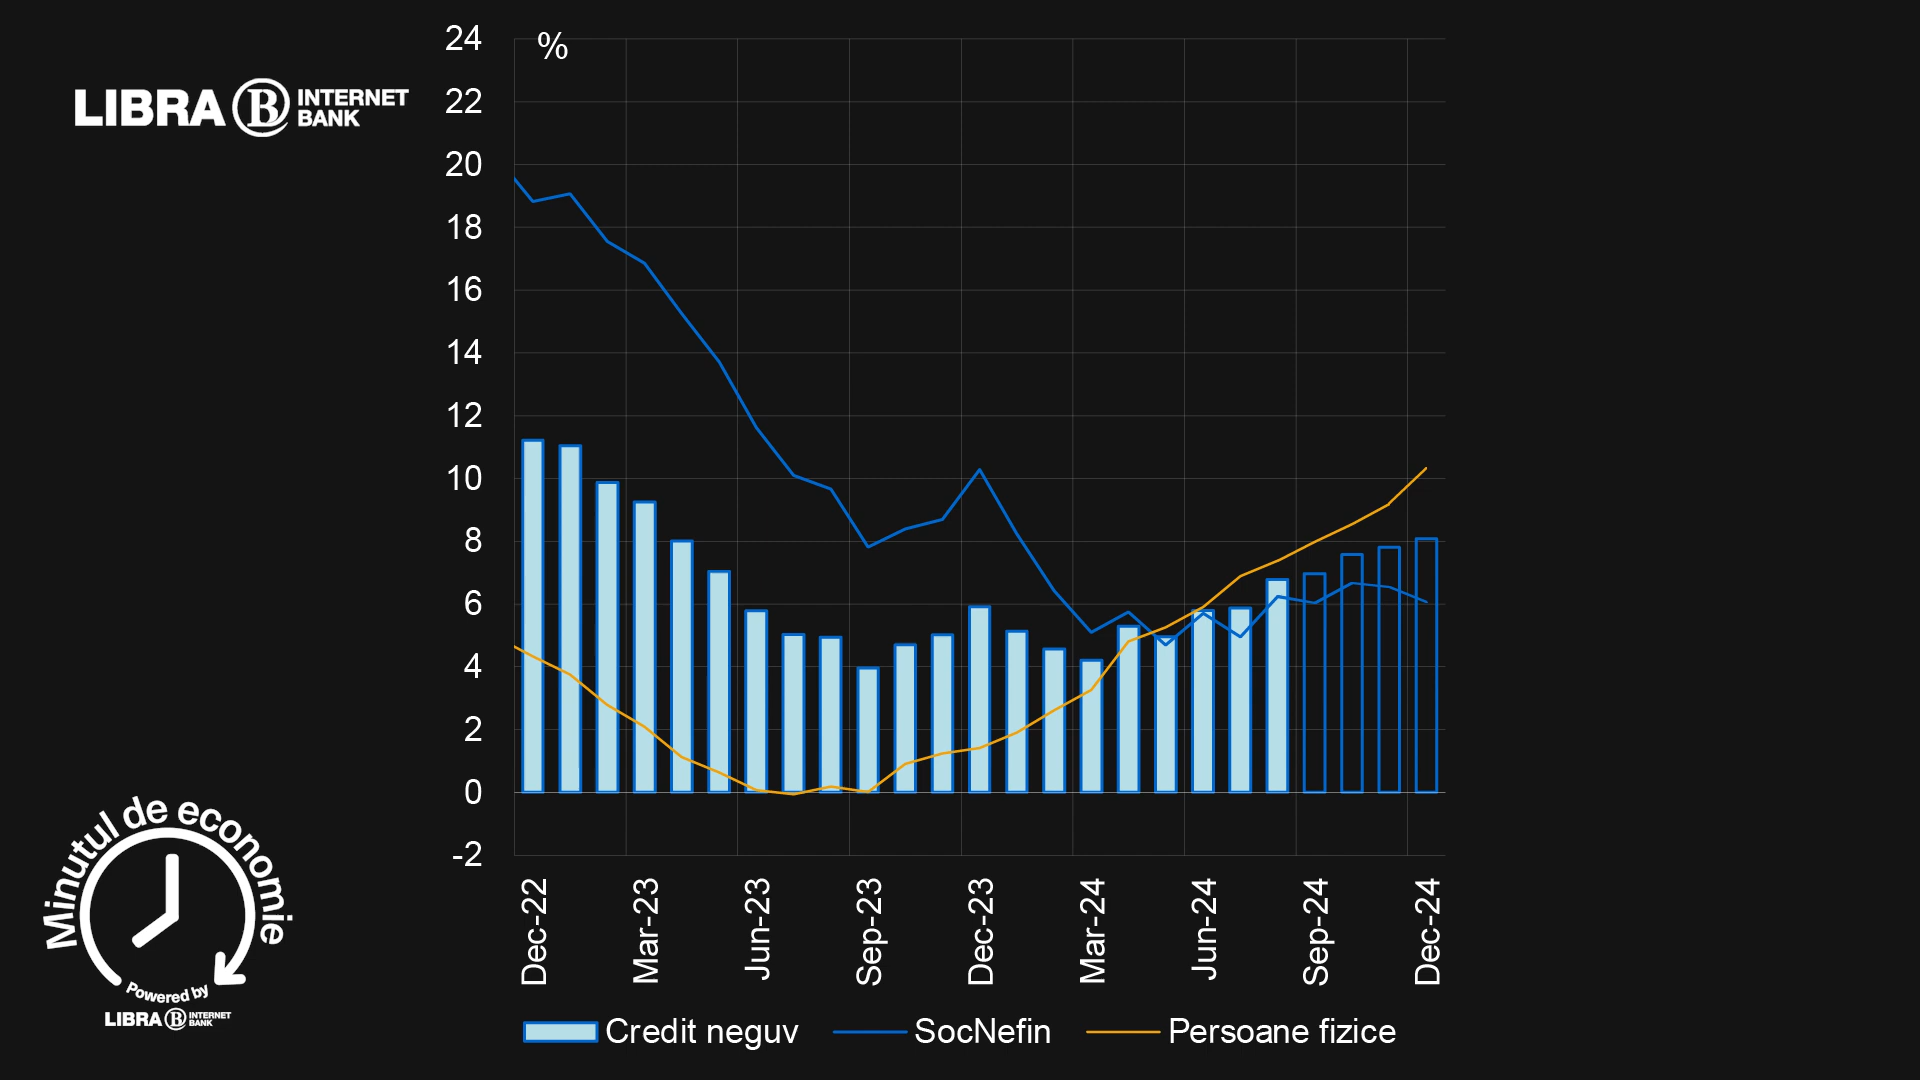 LIBRA B INTERNET
BANK
%
24
22
20
18
16
14
12
10
8
6
4
2
0
-2
Dec-22
Mar-23
Jun-23
Sep-23
Dec-23
Mar-24
Jun-24
Sep-24
Dec-24
Credit neguv
SocNefin
Persoane fizice
Minutul de economie
Powered by
LIBRA B INTERNET
BANK